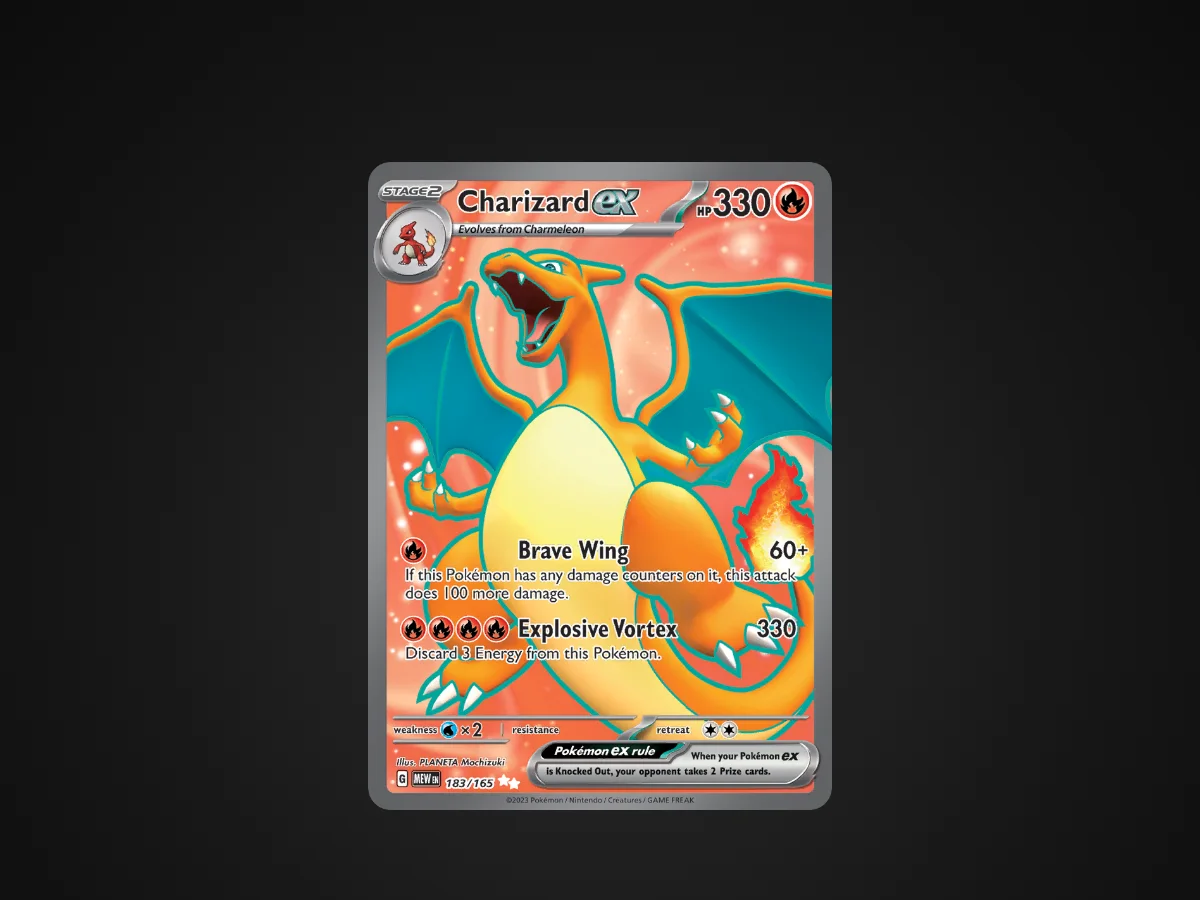 STAGE2
Charizard ex
HP 330
Evolves from Charmeleon
Brave Wing 60+
If this Pokémon has any damage counters on it, this attack
does 100 more damage.
Explosive Vortex 330
Discard 3 Energy from this Pokémon.
weakness ×2 resistance retreat
Illus. PLANETA Mochizuki
Pokémon ex rule When your Pokémon ex
is Knocked Out, your opponent takes 2 Prize cards.
G MEW EN 183/165
©2023 Pokémon / Nintendo / Creatures / GAME FREAK